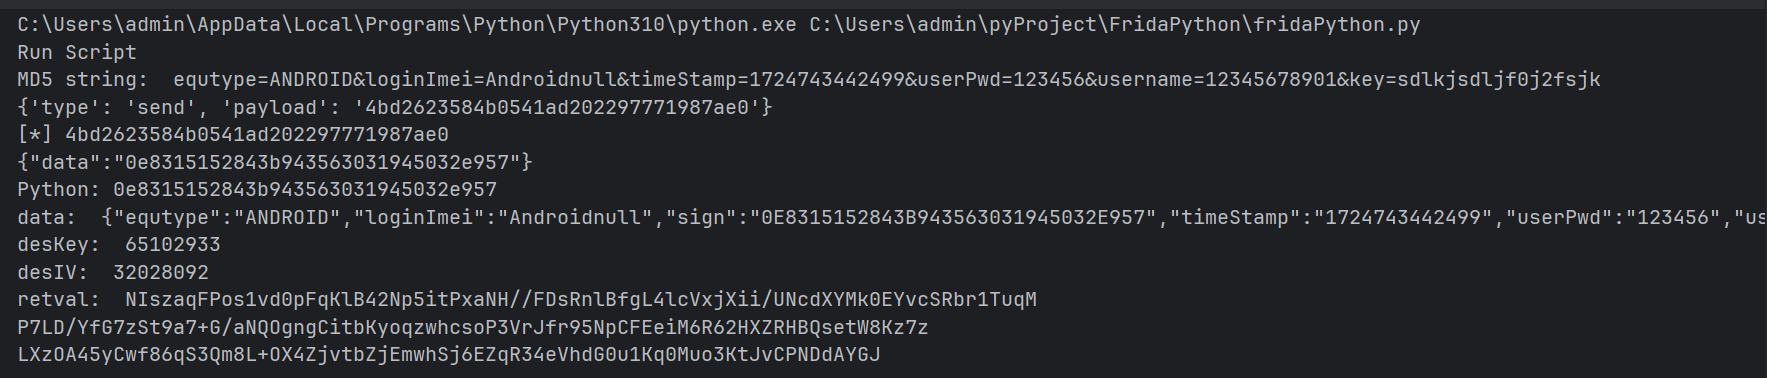 C:\Users\admin\AppData\Local\Programs\Python\Python310\python.exe C:\Users\admin\pyProject\FridaPython\fridaPython.py
Run Script
MD5 string:  equtype=ANDROID&loginImei=Androidnull&timeStamp=1724743442499&userPwd=123456&username=12345678901&key=sdlkjsdljf0j2fsjk
{'type': 'send', 'payload': '4bd2623584b0541ad202297771987ae0'}
[*] 4bd2623584b0541ad202297771987ae0
{"data":"0e8315152843b943563031945032e957"}
Python: 0e8315152843b943563031945032e957
data:  {"equtype":"ANDROID","loginImei":"Androidnull","sign":"0E8315152843B943563031945032E957","timeStamp":"1724743442499","userPwd":"123456","us
desKey:  65102933
desIV:  32028092
retval:  NIszaqFPos1vd0pFqKlB42Np5itPxaNH//FDsRnlBfgL4lcVxjXii/UNcdXYMk0EYvcSRbr1TuqM
P7LD/YfG7zSt9a7+G/aNQOgngCitbKyoqzwhcsoP3VrJfr95NpCFEeiM6R62HXZRHBQsetW8Kz7z
LXzOA45yCwf86qS3Qm8L+OX4ZjvtbZjEmwhSj6EZqR34eVhdG0u1Kq0Muo3KtJvCPNDdAYGJ